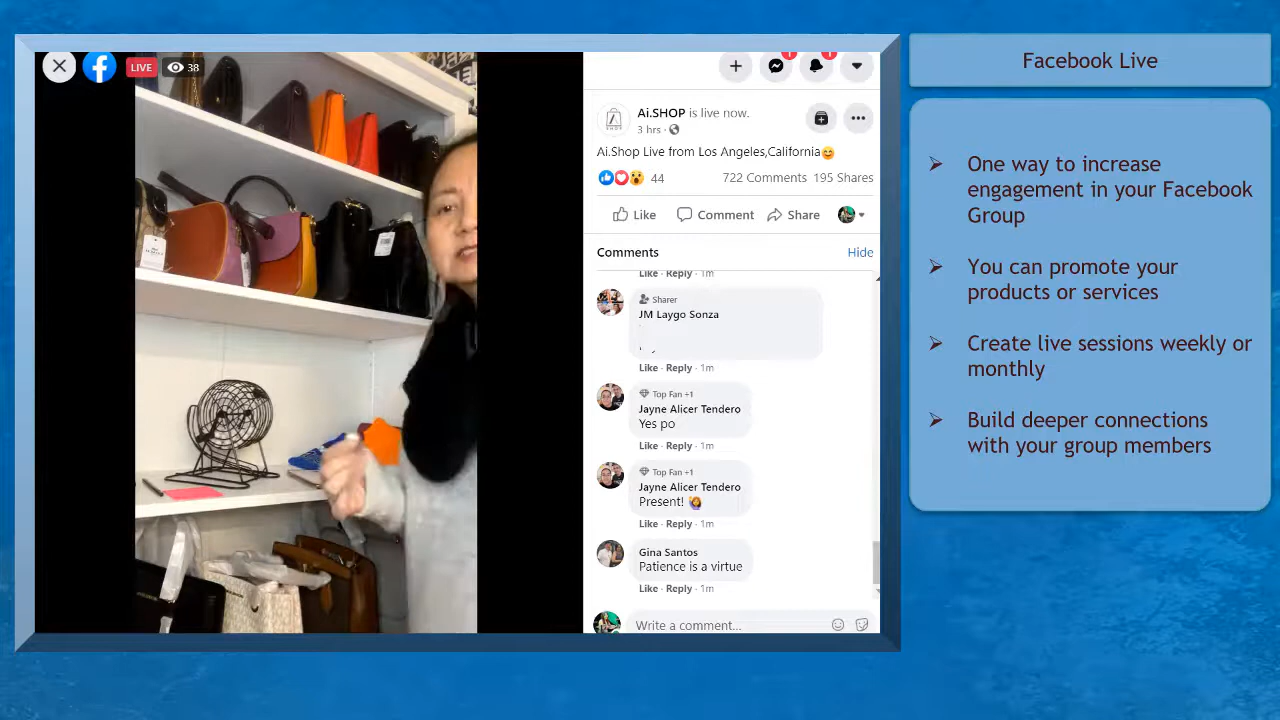 LIVE
38
Ai.SHOP is live now.
3 hrs ·
Ai.Shop Live from Los Angeles,California😊
44
722 Comments 195 Shares
Like
Comment
Share
Comments
Hide
Like · Reply · 1m
Sharer
JM Laygo Sonza
Like · Reply · 1m
Top Fan +1
Jayne Alicer Tendero
Yes po
Like · Reply · 1m
Top Fan +1
Jayne Alicer Tendero
Present! 🙋‍♀️
Like · Reply · 1m
Gina Santos
Patience is a virtue
Like · Reply · 1m
Write a comment...
Facebook Live
➢ One way to increase
engagement in your Facebook
Group
➢ You can promote your
products or services
➢ Create live sessions weekly or
monthly
➢ Build deeper connections
with your group members